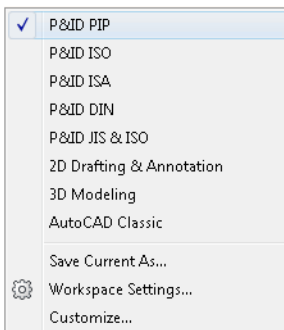 P&ID PIP
P&ID ISO
P&ID ISA
P&ID DIN
P&ID JIS & ISO
2D Drafting & Annotation
3D Modeling
AutoCAD Classic
Save Current As...
Workspace Settings...
Customize...